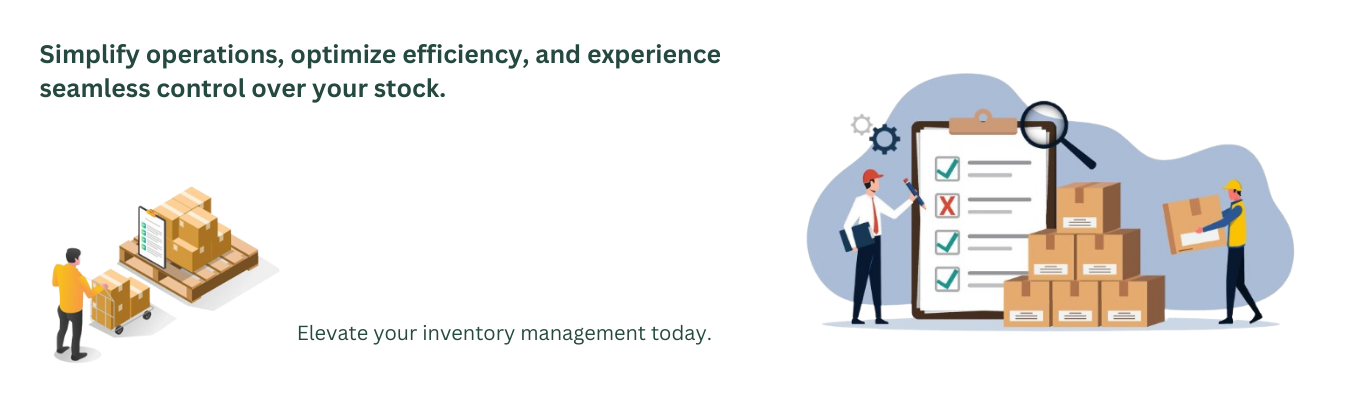 Simplify operations, optimize efficiency, and experience
seamless control over your stock.
Elevate your inventory management today.